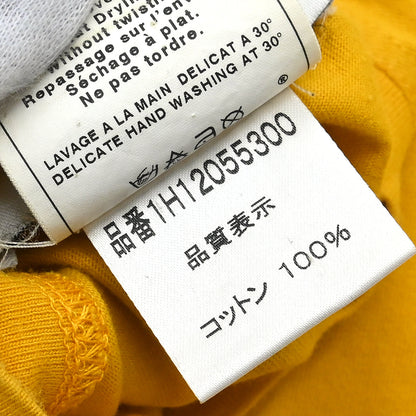 without twisting
Repassage sur l'envers
Séchage à plat.
Ne pas tordre.
LAVAGE A LA MAIN DELICAT A 30°
DELICATE HAND WASHING AT 30°
®
品番1H12055300
品質表示
コットン 100%